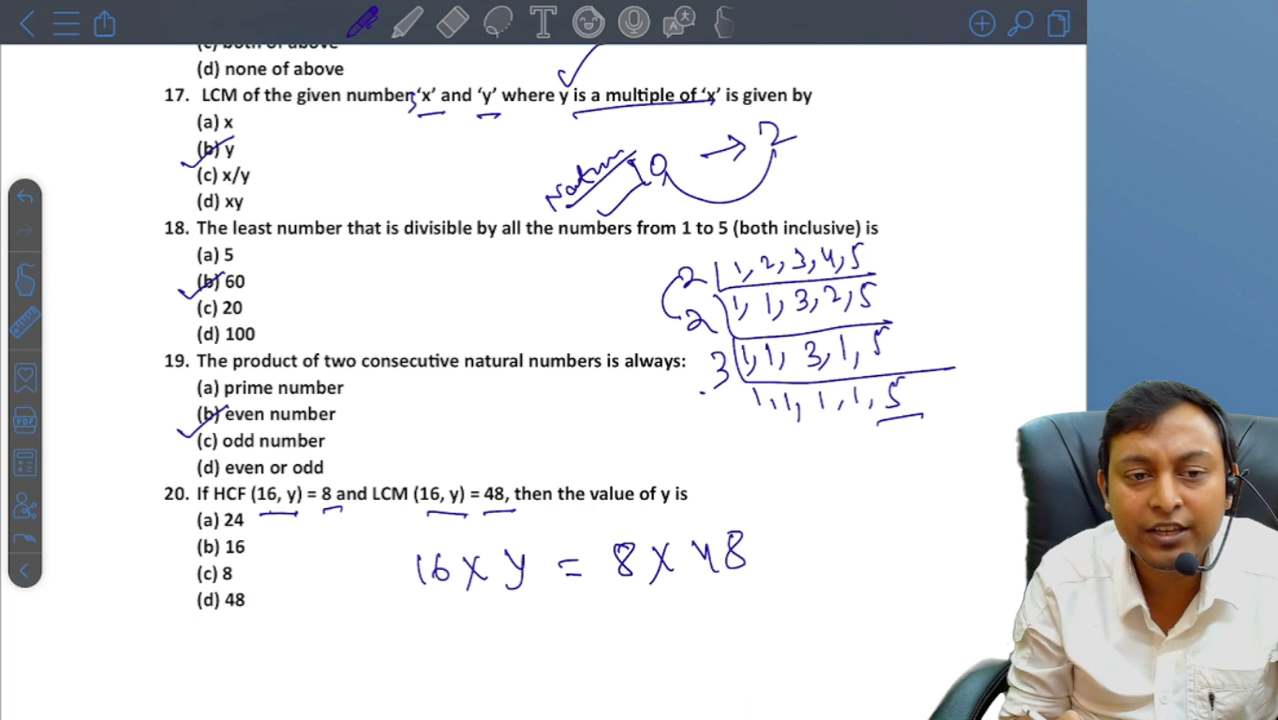 (c) both of above
(d) none of above
17. LCM of the given number 'x' and 'y' where y is a multiple of 'x' is given by
(a) x
(b) y
(c) x/y
(d) xy
18. The least number that is divisible by all the numbers from 1 to 5 (both inclusive) is
(a) 5
(b) 60
(c) 20
(d) 100
2 | 1, 2, 3, 4, 5
2 | 1, 1, 3, 2, 5
3 | 1, 1, 3, 1, 5
1, 1, 1, 1, 5
19. The product of two consecutive natural numbers is always:
(a) prime number
(b) even number
(c) odd number
(d) even or odd
20. If HCF (16, y) = 8 and LCM (16, y) = 48, then the value of y is
(a) 24
(b) 16
(c) 8
(d) 48
16 X y = 8 X 48
PDF